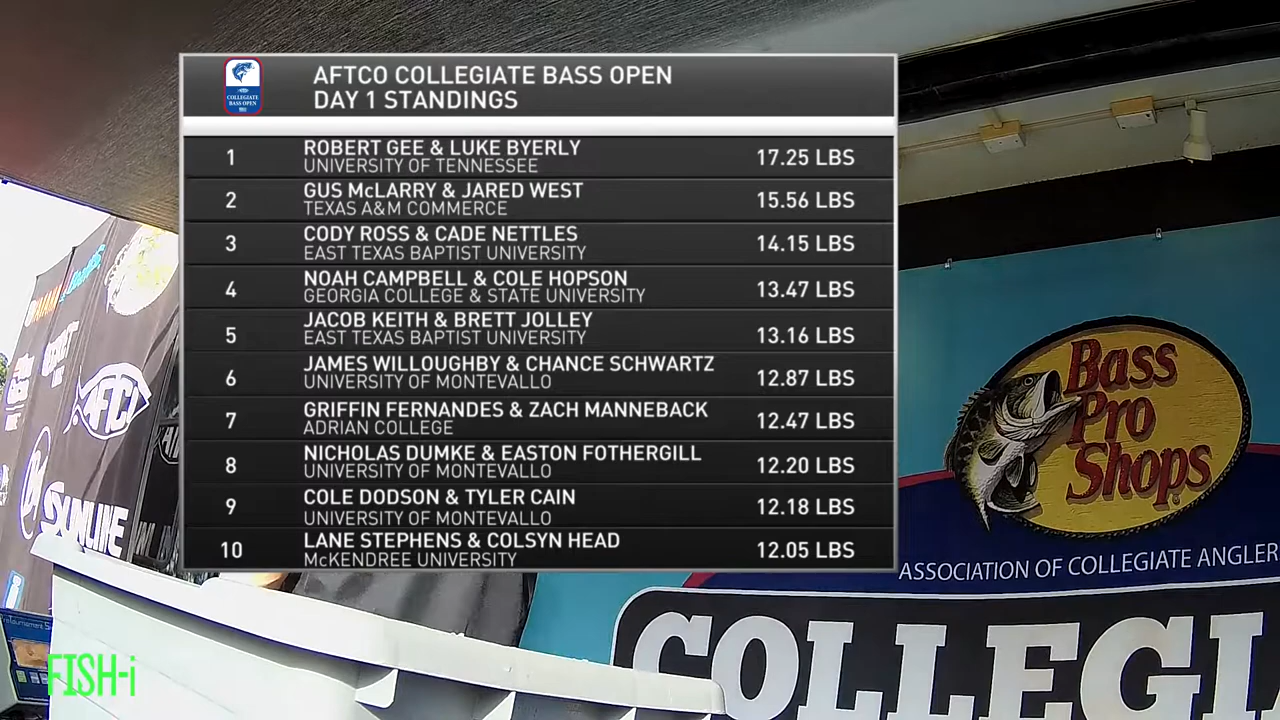 AFTCO COLLEGIATE BASS OPEN
DAY 1 STANDINGS
COLLEGIATE
BASS OPEN
1 ROBERT GEE & LUKE BYERLY 17.25 LBS
UNIVERSITY OF TENNESSEE
2 GUS McLARRY & JARED WEST 15.56 LBS
TEXAS A&M COMMERCE
3 CODY ROSS & CADE NETTLES 14.15 LBS
EAST TEXAS BAPTIST UNIVERSITY
4 NOAH CAMPBELL & COLE HOPSON 13.47 LBS
GEORGIA COLLEGE & STATE UNIVERSITY
5 JACOB KEITH & BRETT JOLLEY 13.16 LBS
EAST TEXAS BAPTIST UNIVERSITY
6 JAMES WILLOUGHBY & CHANCE SCHWARTZ 12.87 LBS
UNIVERSITY OF MONTEVALLO
7 GRIFFIN FERNANDES & ZACH MANNEBACK 12.47 LBS
ADRIAN COLLEGE
8 NICHOLAS DUMKE & EASTON FOTHERGILL 12.20 LBS
UNIVERSITY OF MONTEVALLO
9 COLE DODSON & TYLER CAIN 12.18 LBS
UNIVERSITY OF MONTEVALLO
10 LANE STEPHENS & COLSYN HEAD 12.05 LBS
McKENDREE UNIVERSITY
Bass
Pro
Shops
ASSOCIATION OF COLLEGIATE ANGLER
COLLEGI
AFCO
SUNLINE
FISH-i